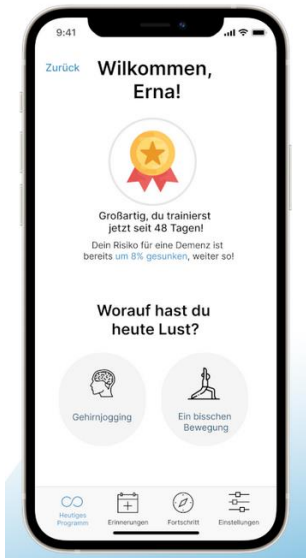 9:41
Zurück
Wilkommen,
Erna!
Großartig, du trainierst
jetzt seit 48 Tagen!
Dein Risiko für eine Demenz ist
bereits um 8% gesunken, weiter so!
Worauf hast du
heute Lust?
Gehirnjogging
Ein bisschen
Bewegung
Heutiges
Programm
Erinnerungen
Fortschritt
Einstellungen